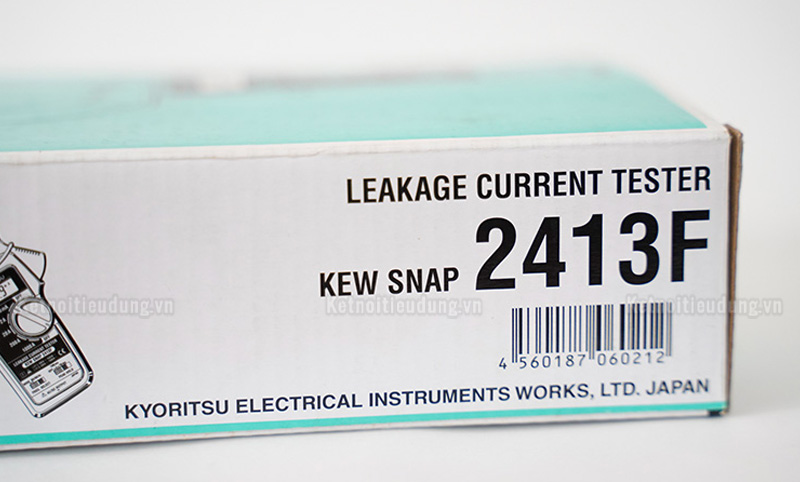 LEAKAGE CURRENT TESTER
KEW SNAP 2413F
Ketnoitieudung.vn
Ketnoitieudung.vn
Ketnoitieudung.vn
4 560187 060212
KYORITSU ELECTRICAL INSTRUMENTS WORKS, LTD. JAPAN